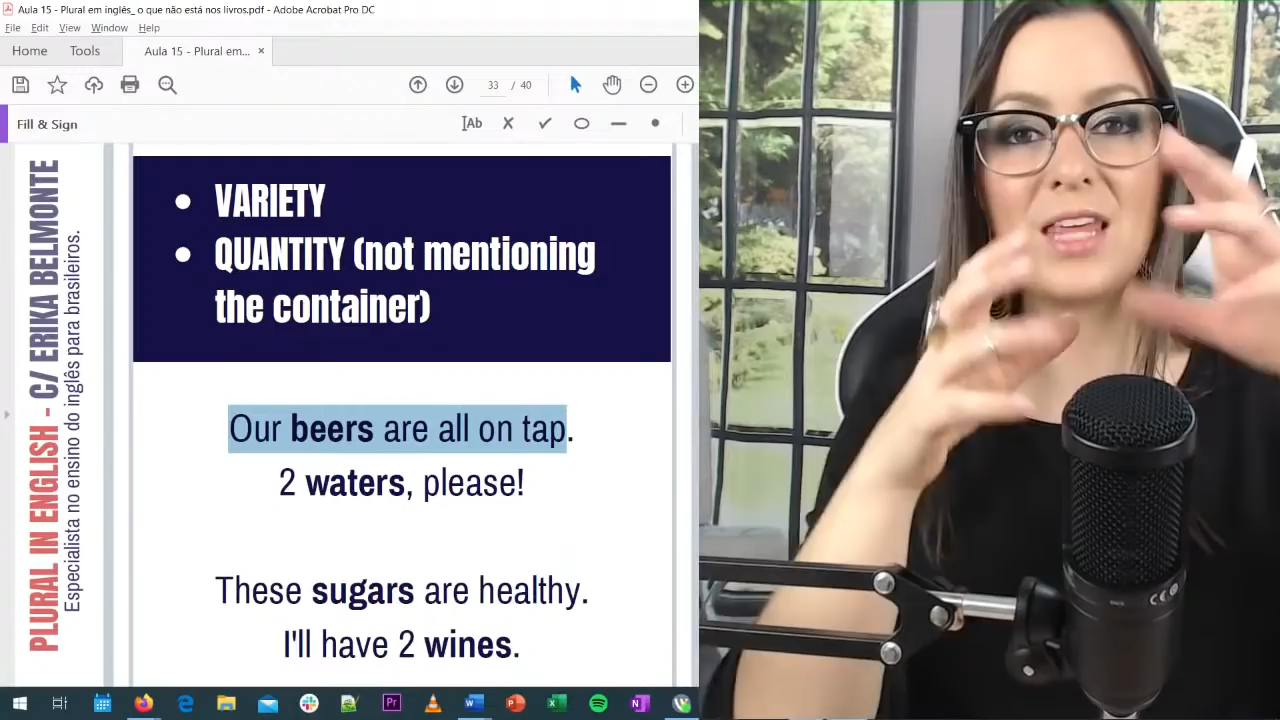 Aula 15 - Plural em inglês_ o que não está nos livros.pdf - Adobe Acrobat Pro DC
File Edit View Window Help
Home Tools Aula 15 - Plural em... ×
33 / 40
Fill & Sign
Ab
PLURAL IN ENGLISH - C/ ERIKA BELMONTE
Especialista no ensino do inglês para brasileiros.
• VARIETY
• QUANTITY (not mentioning
the container)
Our beers are all on tap.
2 waters, please!
These sugars are healthy.
I'll have 2 wines.